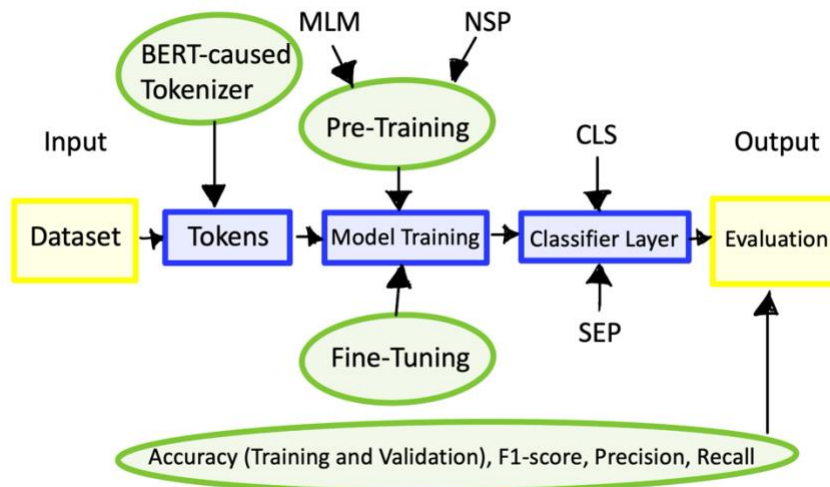 MLM
NSP
BERT-caused
Tokenizer
Pre-Training
Input
CLS
Output
Dataset
Tokens
Model Training
Classifier Layer
Evaluation
SEP
Fine-Tuning
Accuracy (Training and Validation), F1-score, Precision, Recall